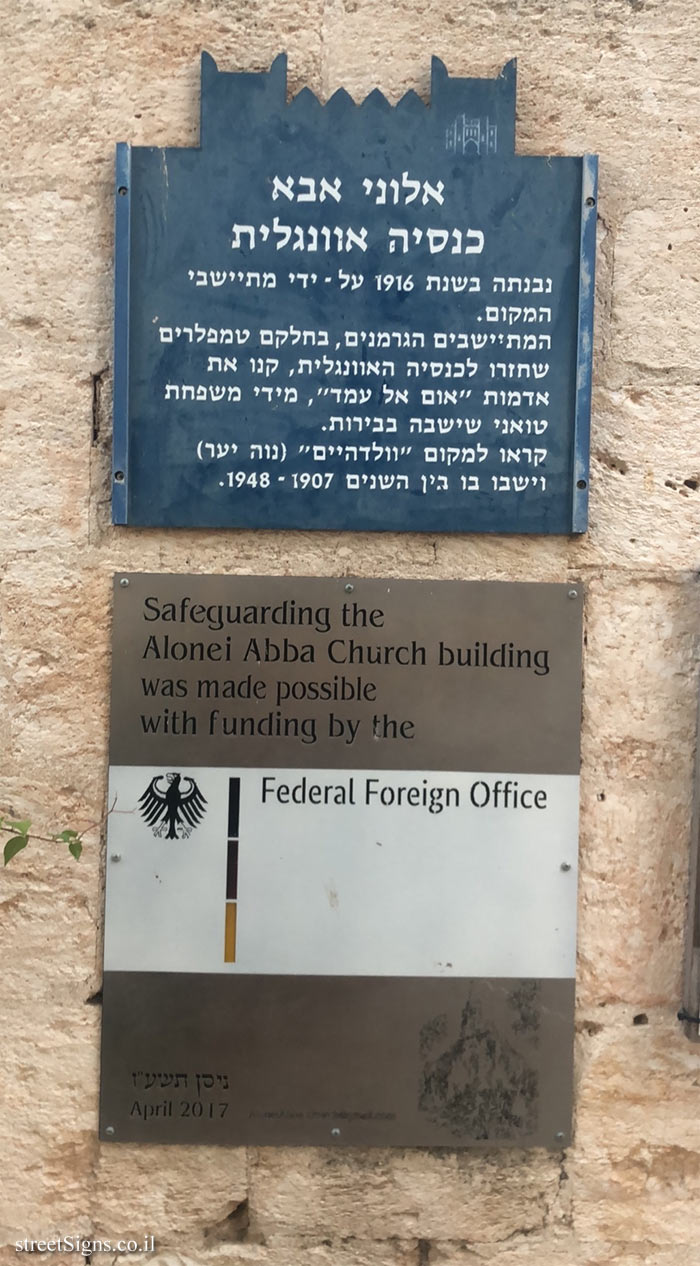 אלוני אבא
כנסיה אוונגלית
נבנתה בשנת 1916 על - ידי מתיישבי
המקום.
המתיישבים הגרמנים, בחלקם טמפלרים
שחזרו לכנסיה האוונגלית, קנו את
אדמות "אום אל עמד", מידי משפחת
טואני שישבה בבירות.
קראו למקום "וולדהיים" (נוה יער)
וישבו בו בין השנים 1907 - 1948.
Safeguarding the
Alonei Abba Church building
was made possible
with funding by the
Federal Foreign Office
ניסן תשע"ז
April 2017
streetSigns.co.il